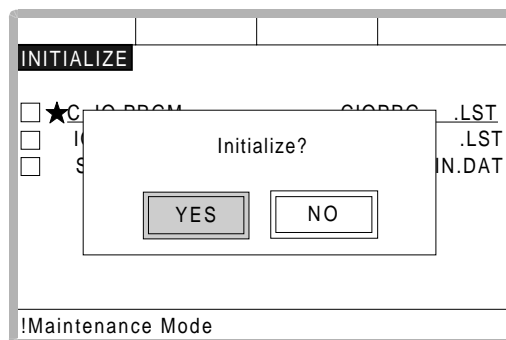 INITIALIZE
★C .LST
.LST
IN.DAT
Initialize?
YES NO
!Maintenance Mode